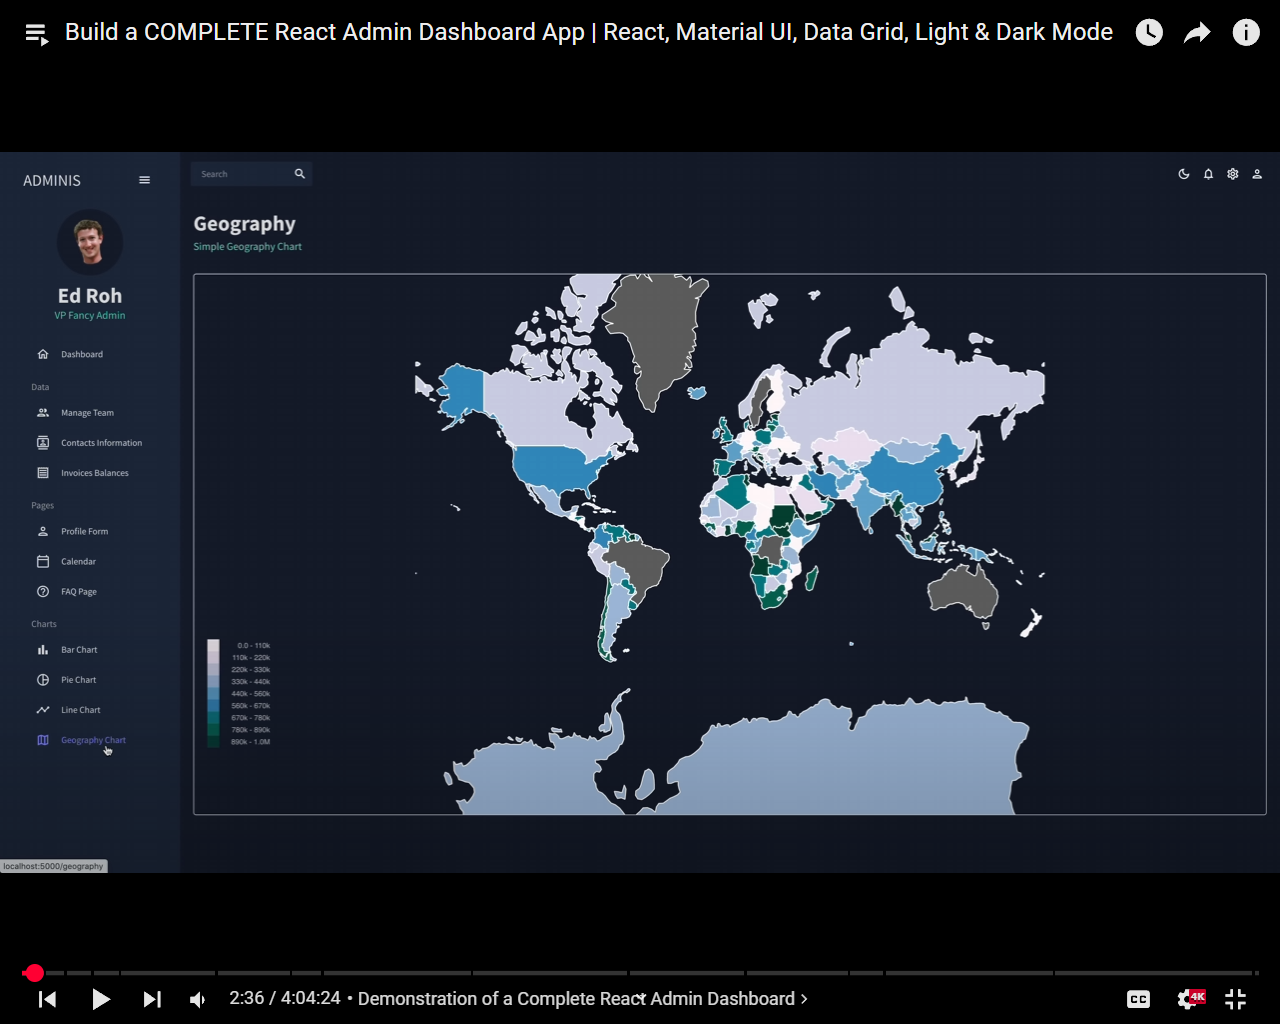 Build a COMPLETE React Admin Dashboard App | React, Material UI, Data Grid, Light & Dark Mode
ADMINIS
Search
Ed Roh
VP Fancy Admin
Dashboard
Data
Manage Team
Contacts Information
Invoices Balances
Pages
Profile Form
Calendar
FAQ Page
Charts
Bar Chart
Pie Chart
Line Chart
Geography Chart
Geography
Simple Geography Chart
0.0 - 110k
110k - 220k
220k - 330k
330k - 440k
440k - 560k
560k - 670k
670k - 780k
780k - 890k
890k - 1.0M
localhost:5000/geography
2:36 / 4:04:24 • Demonstration of a Complete React Admin Dashboard
CC
4K